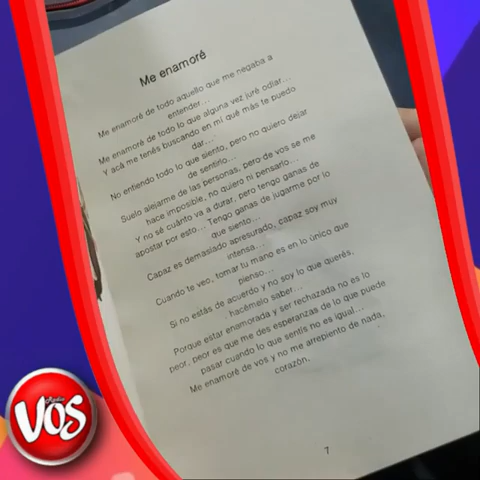 Me enamoré
Me enamoré de todo aquello que me negaba a
entender...
Me enamoré de todo lo que alguna vez juré odiar...
Y acá me tenés buscando en mí qué más te puedo
dar...
No entiendo todo lo que siento, pero no quiero dejar
de sentirlo...
Suelo alejarme de las personas, pero de vos se me
hace imposible, no quiero ni pensarlo...
Y no sé cuánto va a durar, pero tengo ganas de
apostar por esto... Tengo ganas de jugarme por lo
que siento...
Capaz es demasiado apresurado, capaz soy muy
intensa...
Cuando te veo, tomar tu mano es en lo único que
pienso...
Si no estás de acuerdo y no soy lo que querés,
hacémelo saber...
Porque estar enamorada y ser rechazada no es lo
peor, peor es que me des esperanzas de lo que puede
pasar cuando lo que sentís no es igual...
Me enamoré de vos y no me arrepiento de nada,
corazón.
7
Radio
VOS